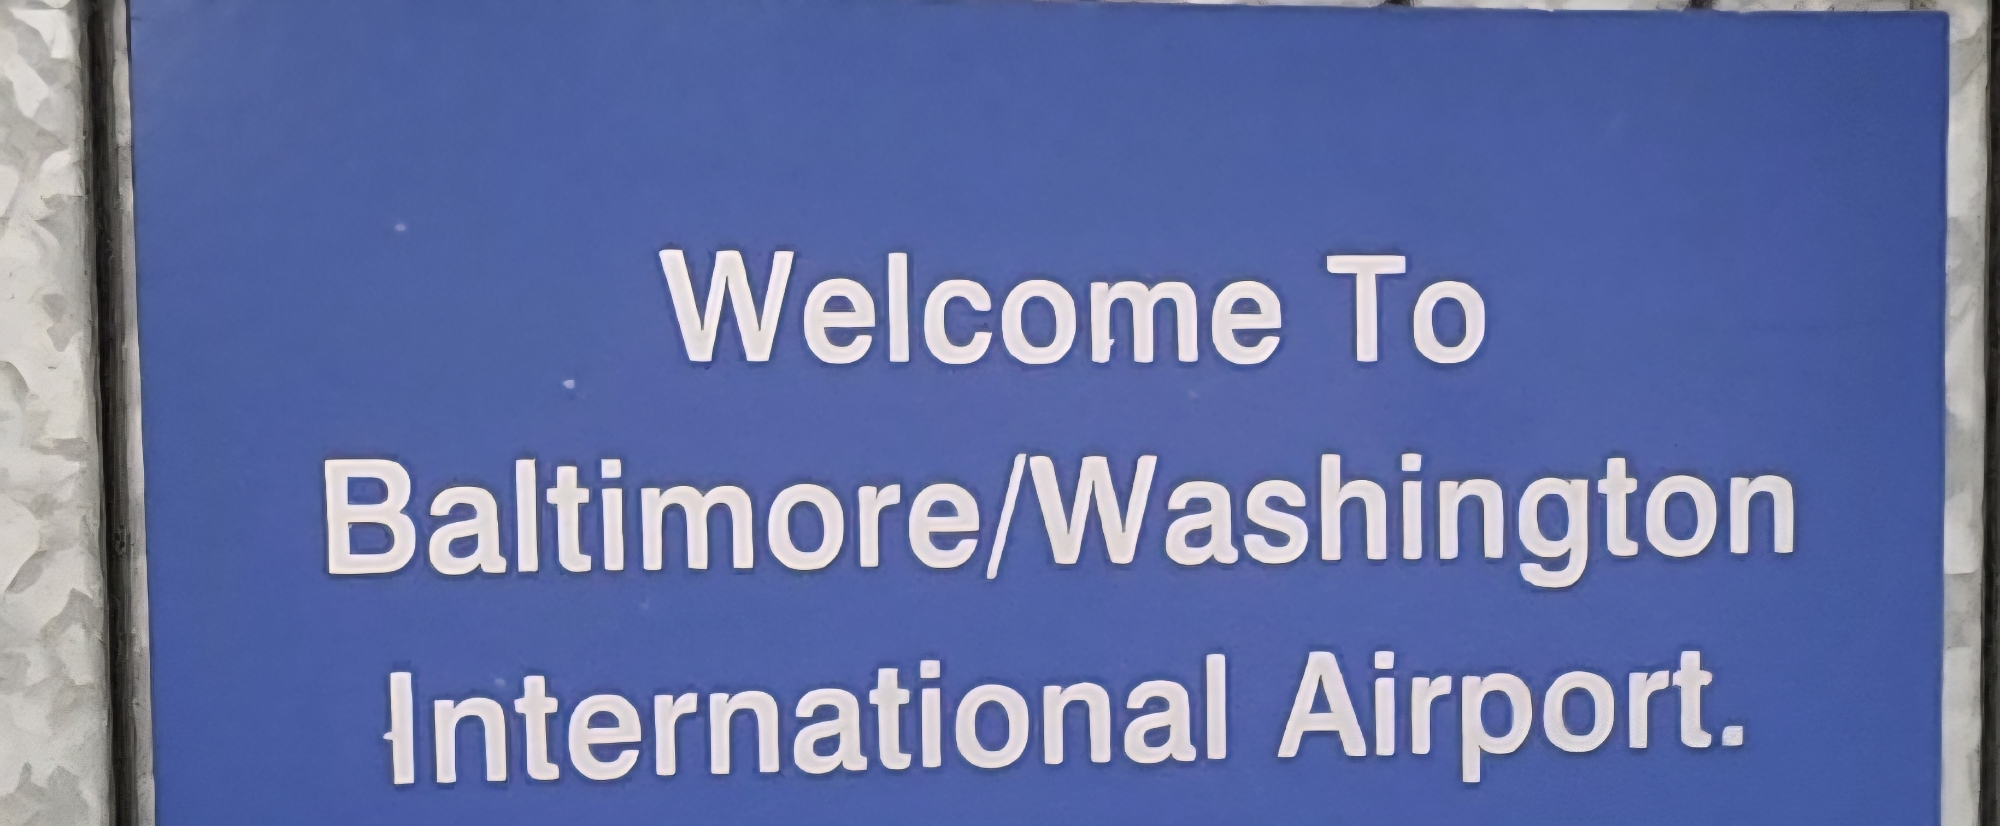 Welcome To
Baltimore/Washington
International Airport.